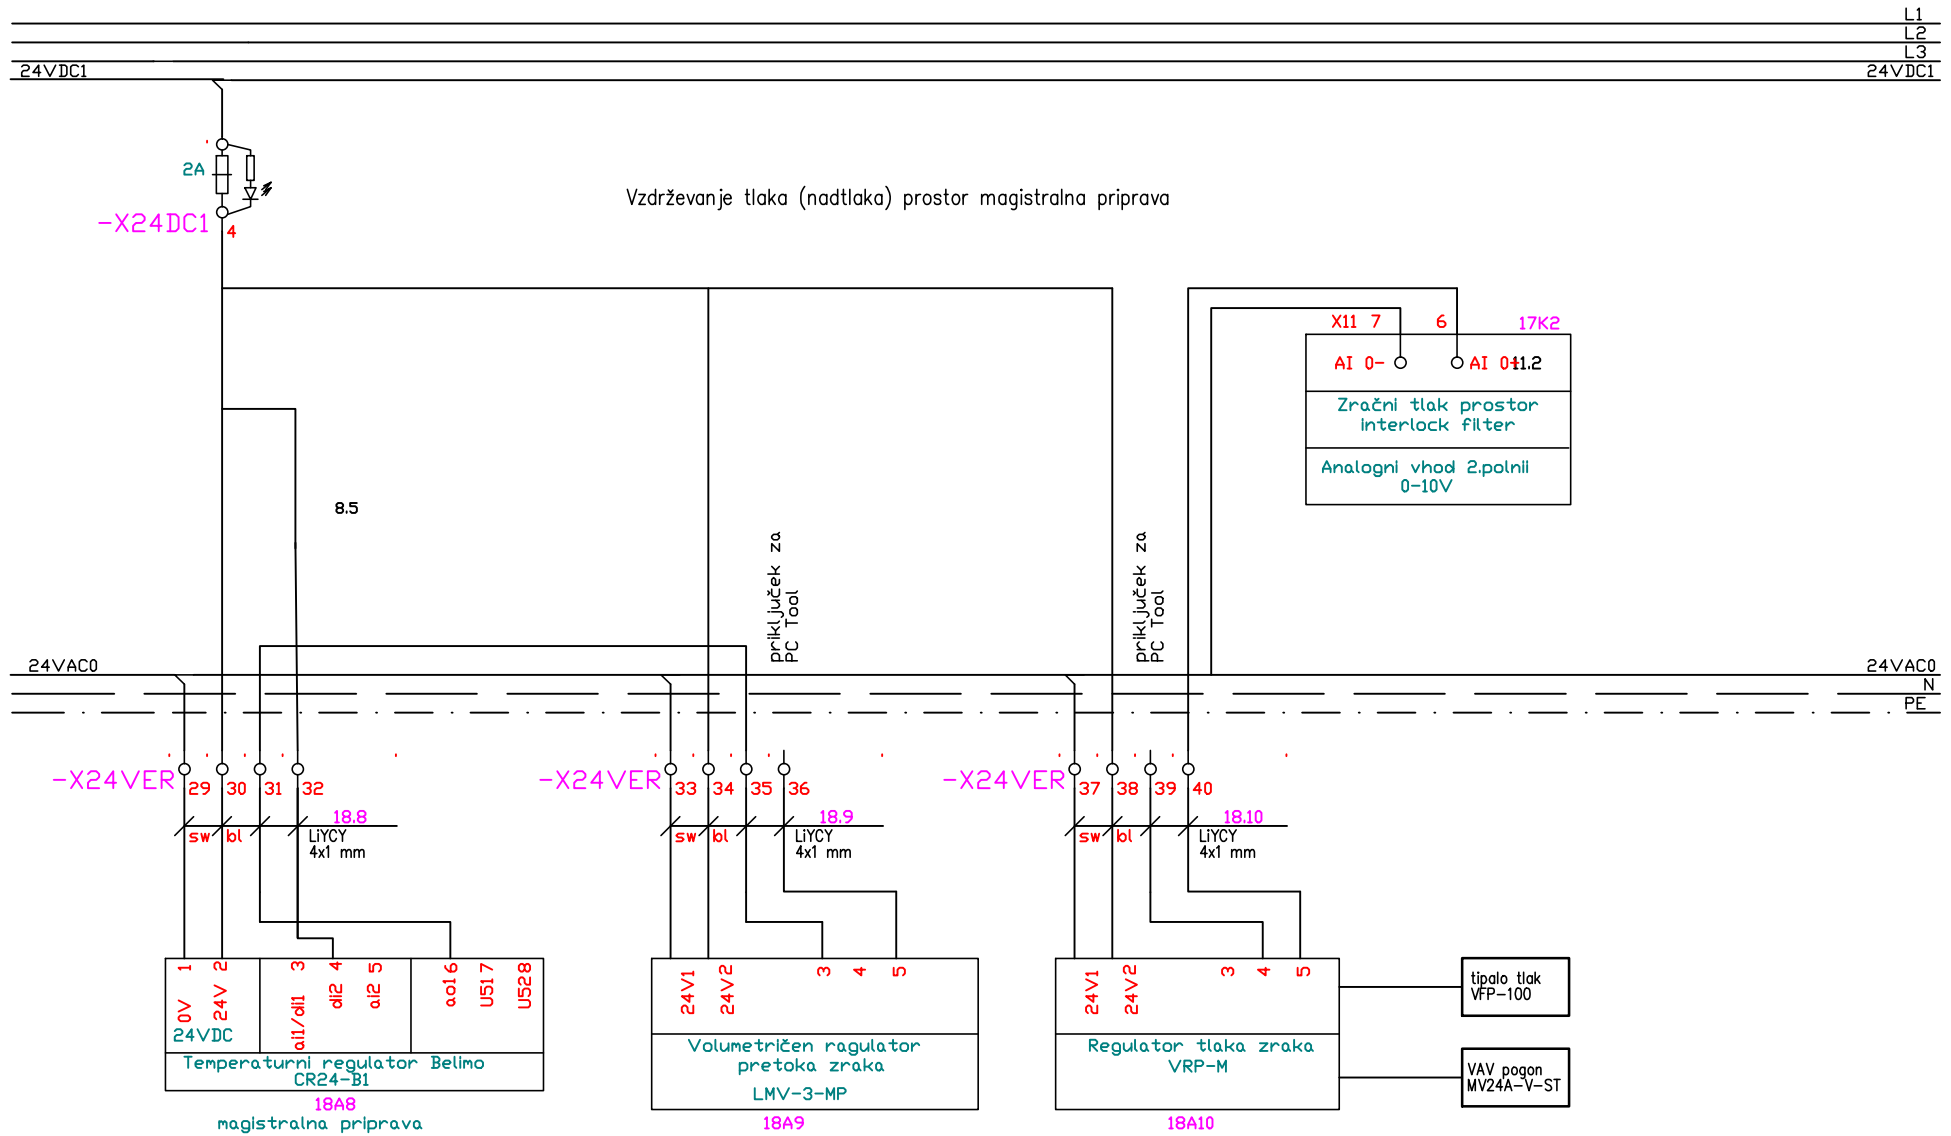 L1
L2
L3
24VDC1
24VDC1
2A
-X24DC1
4
Vzdrževanje tlaka (nadtlaka) prostor magistralna priprava
X11 7
6
17K2
AI 0-
AI 0+
11.2
Zračni tlak prostor
interlock filter
Analogni vhod 2.polnii
0-10V
8.5
priključek za
PC Tool
priključek za
PC Tool
24VAC0
24VAC0
N
PE
-X24VER
29
30
31
32
-X24VER
33
34
35
36
-X24VER
37
38
39
40
18.8
sw
bl
LiYCY
4x1 mm
18.9
sw
bl
LiYCY
4x1 mm
18.10
sw
bl
LiYCY
4x1 mm
0V 1
24V 2
ai1/di1 3
di2 4
ai2 5
ao1 6
U51 7
U52 8
24VDC
Temperaturni regulator Belimo
CR24-B1
18A8
magistralna priprava
24V1
24V2
3
4
5
Volumetričen ragulator
pretoka zraka
LMV-3-MP
18A9
24V1
24V2
3
4
5
Regulator tlaka zraka
VRP-M
18A10
tipalo tlak
VFP-100
VAV pogon
MV24A-V-ST